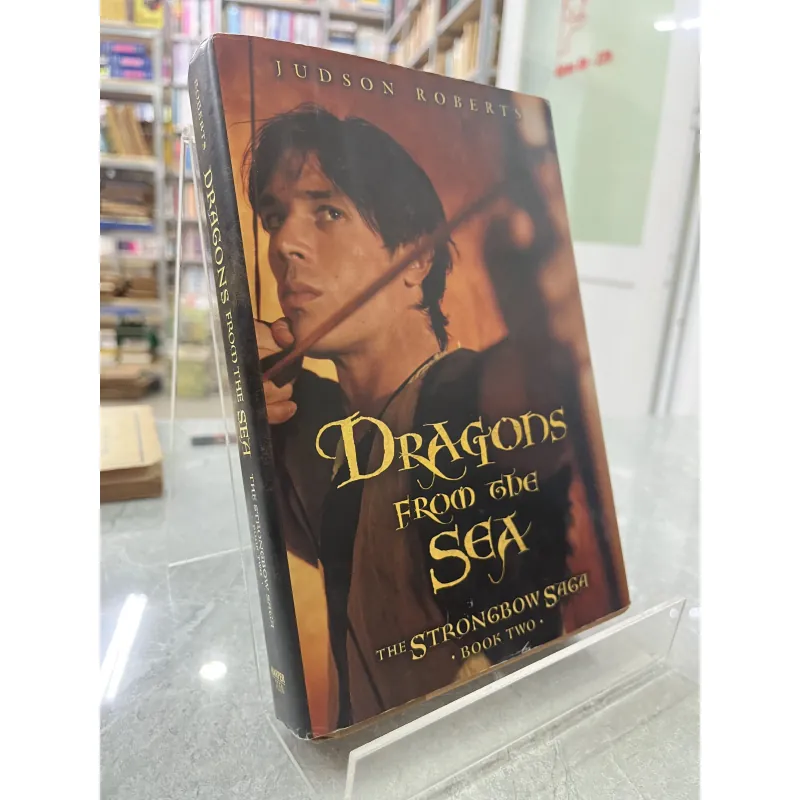 JUDSON ROBERTS
DRAGONS
FROM THE
SEA
THE STRONGBOW SAGA
· BOOK TWO ·
ROBERTS
DRAGONS FROM THE SEA
THE STRONGBOW SAGA